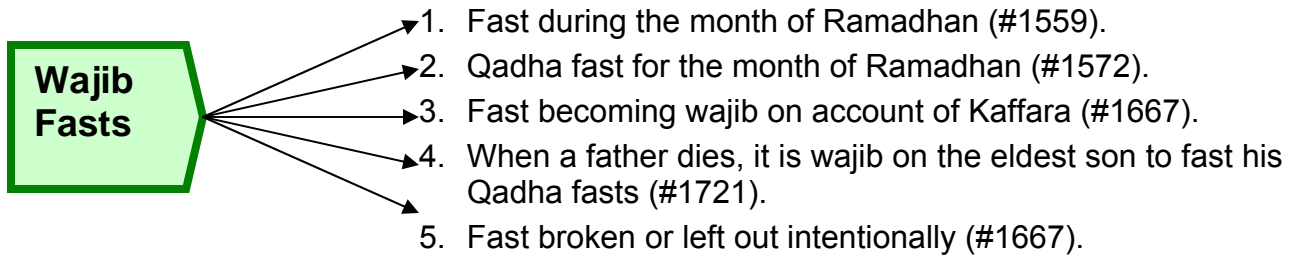 Wajib
Fasts
1. Fast during the month of Ramadhan (#1559).
2. Qadha fast for the month of Ramadhan (#1572).
3. Fast becoming wajib on account of Kaffara (#1667).
4. When a father dies, it is wajib on the eldest son to fast his
Qadha fasts (#1721).
5. Fast broken or left out intentionally (#1667).